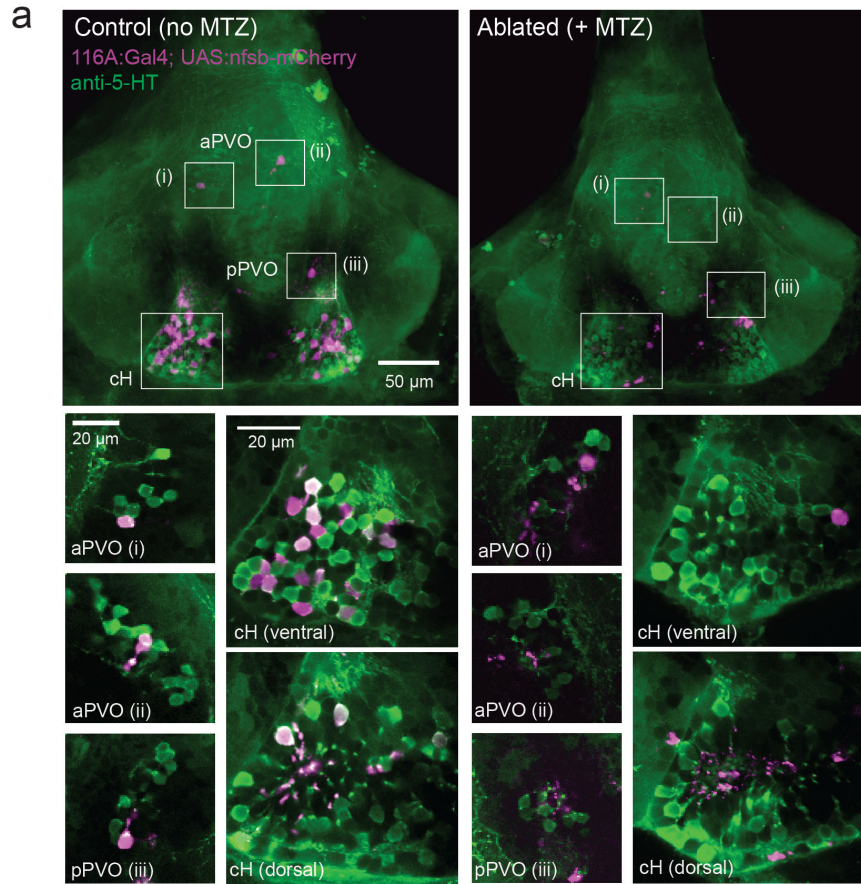 a
Control (no MTZ)
116A:Gal4; UAS:nfsb-mCherry
anti-5-HT
aPVO
(ii)
(i)
pPVO
(iii)
cH
50 μm
Ablated (+ MTZ)
(i)
(ii)
(iii)
cH
20 μm
aPVO (i)
aPVO (ii)
pPVO (iii)
20 μm
cH (ventral)
cH (dorsal)
aPVO (i)
aPVO (ii)
pPVO (iii)
cH (ventral)
cH (dorsal)